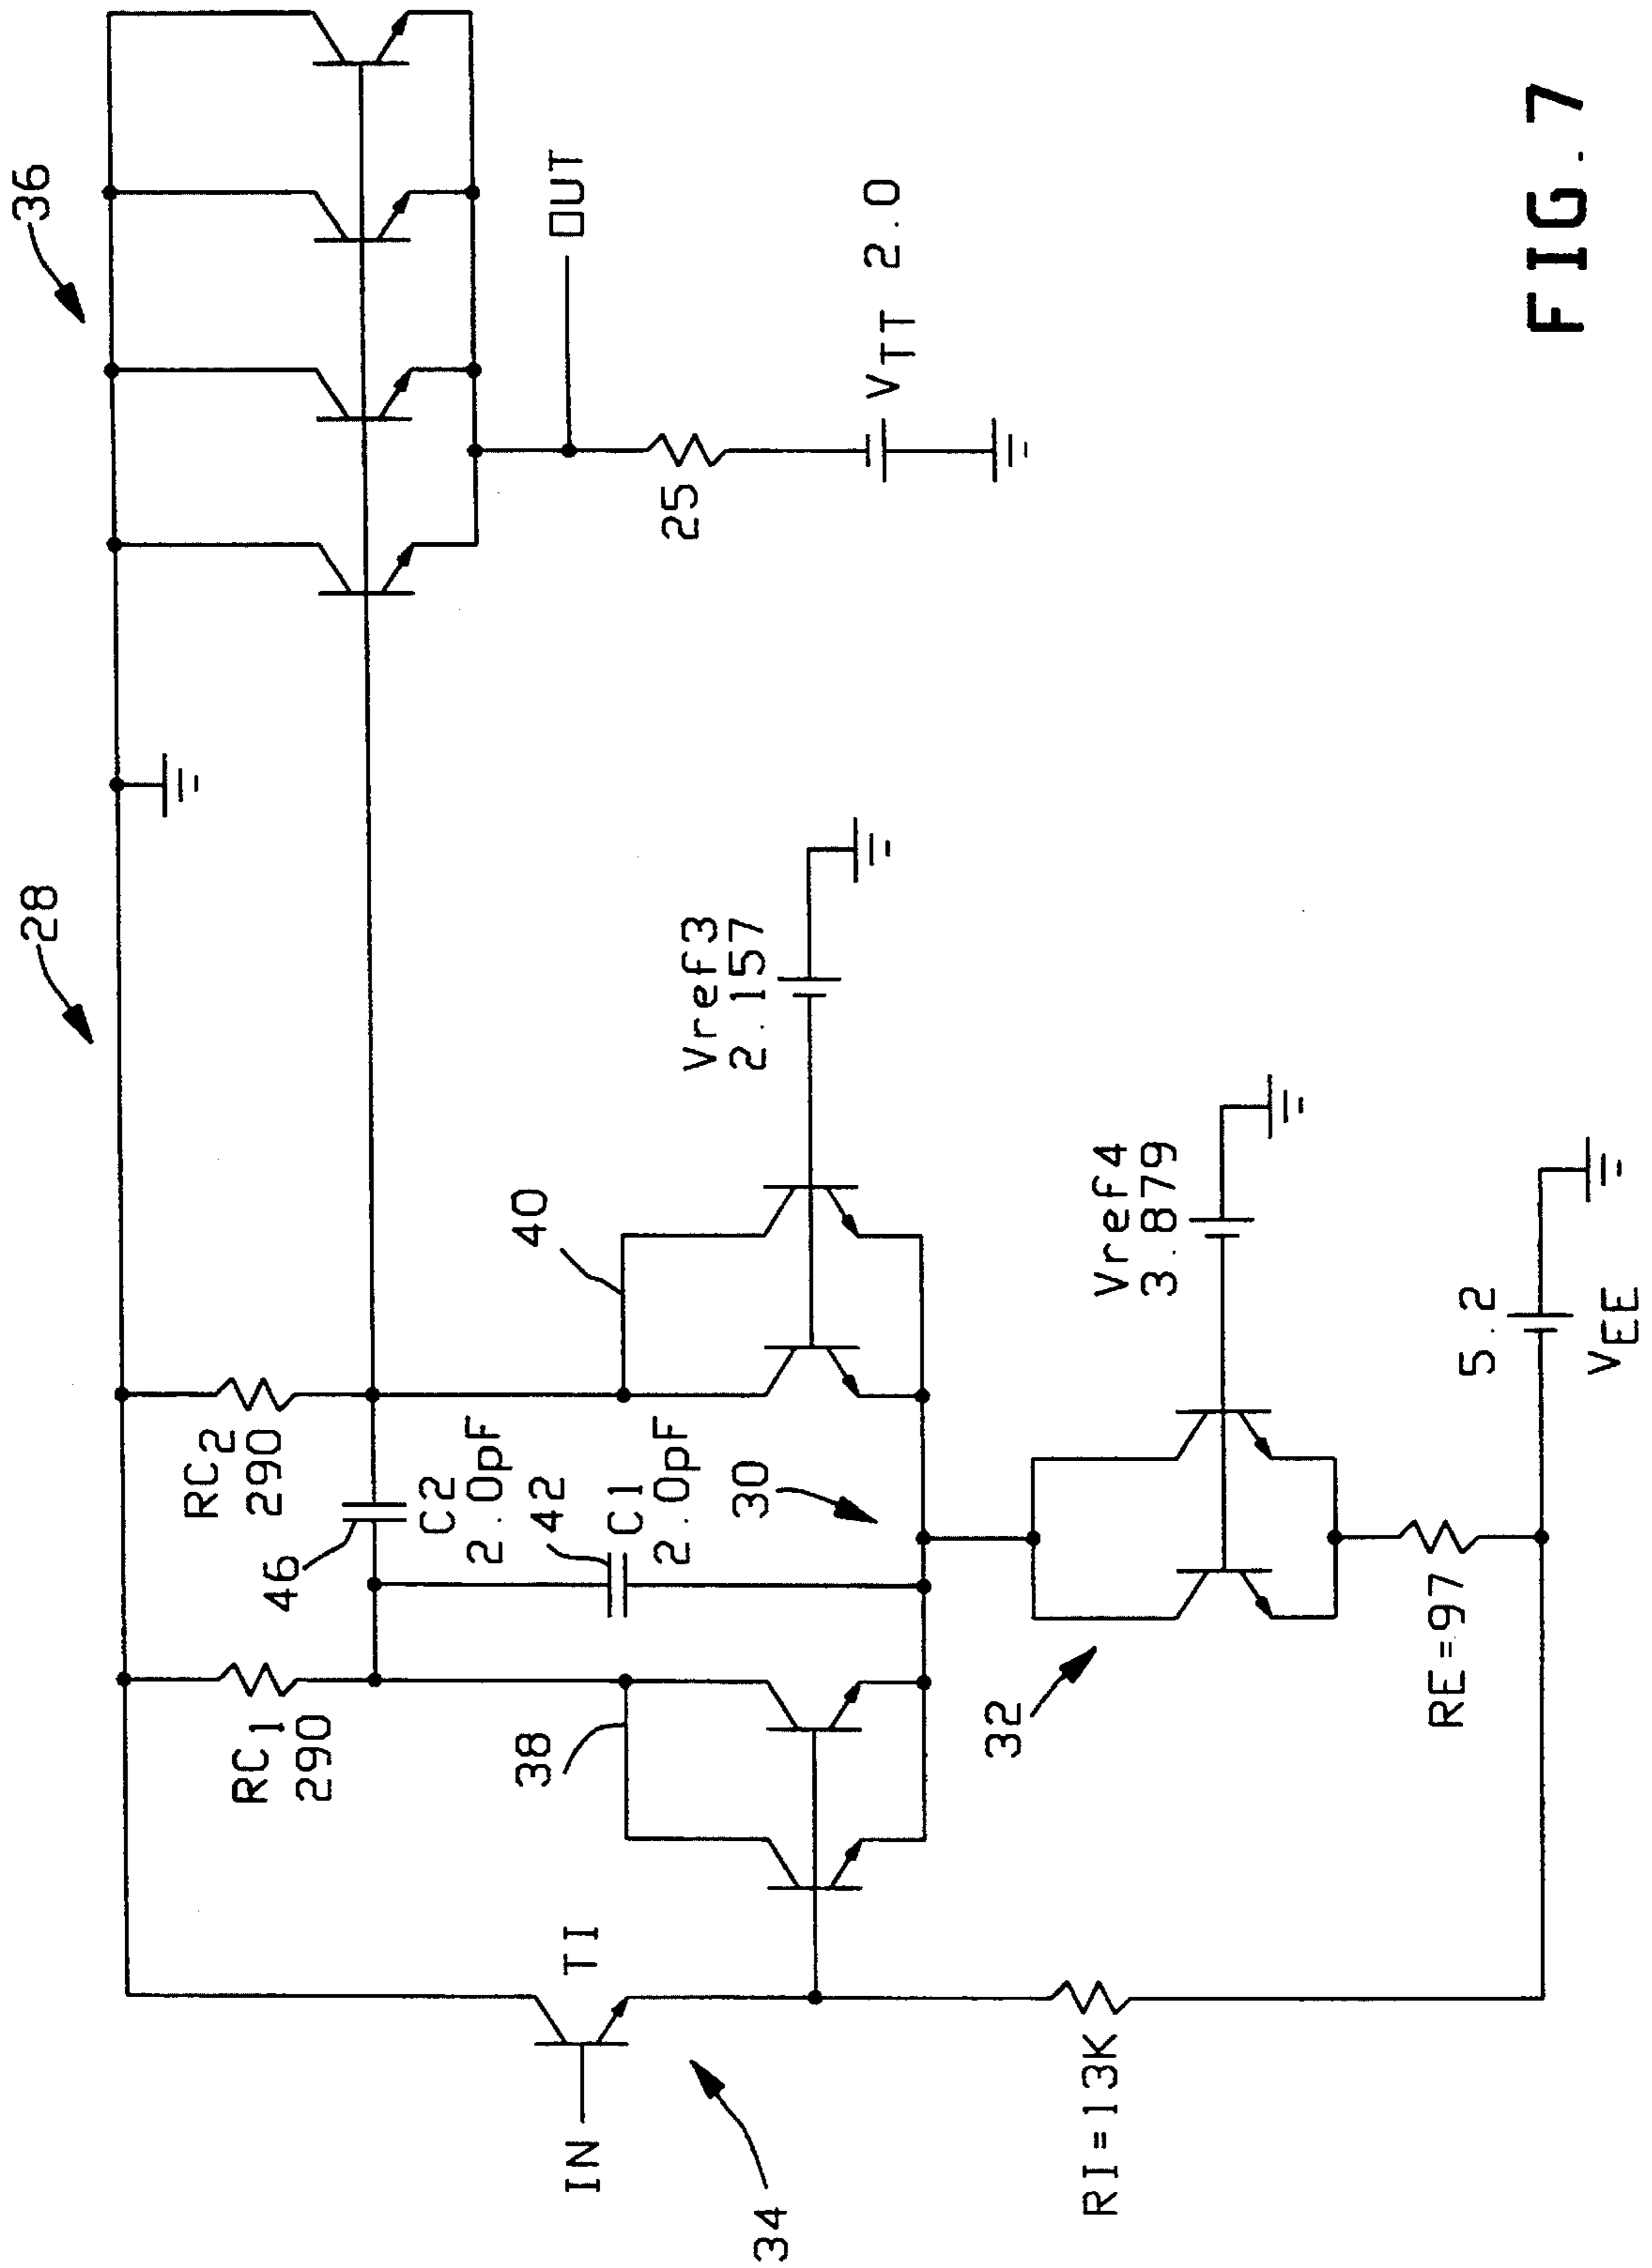 28
36
RC1
290
RC2
290
46
C2
2.0pF
42
C1
2.0pF
38
40
30
TI
IN
34
OUT
25
VTT 2.0
Vref3
2.157
32
Vref4
3.879
RI=13K
RE=97
5.2
VEE
FIG. 7